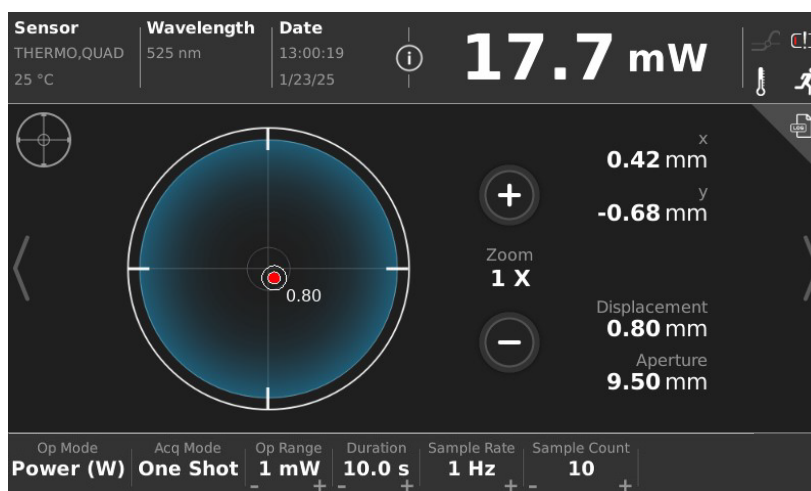 Sensor
THERMO,QUAD
25 °C
Wavelength
525 nm
Date
13:00:19
1/23/25
17.7 mW
x
0.42 mm
y
-0.68 mm
Zoom
1 X
0.80
Displacement
0.80 mm
Aperture
9.50 mm
Op Mode
Power (W)
Acq Mode
One Shot
Op Range
1 mW
- +
Duration
10.0 s
- +
Sample Rate
1 Hz
- +
Sample Count
10
- +